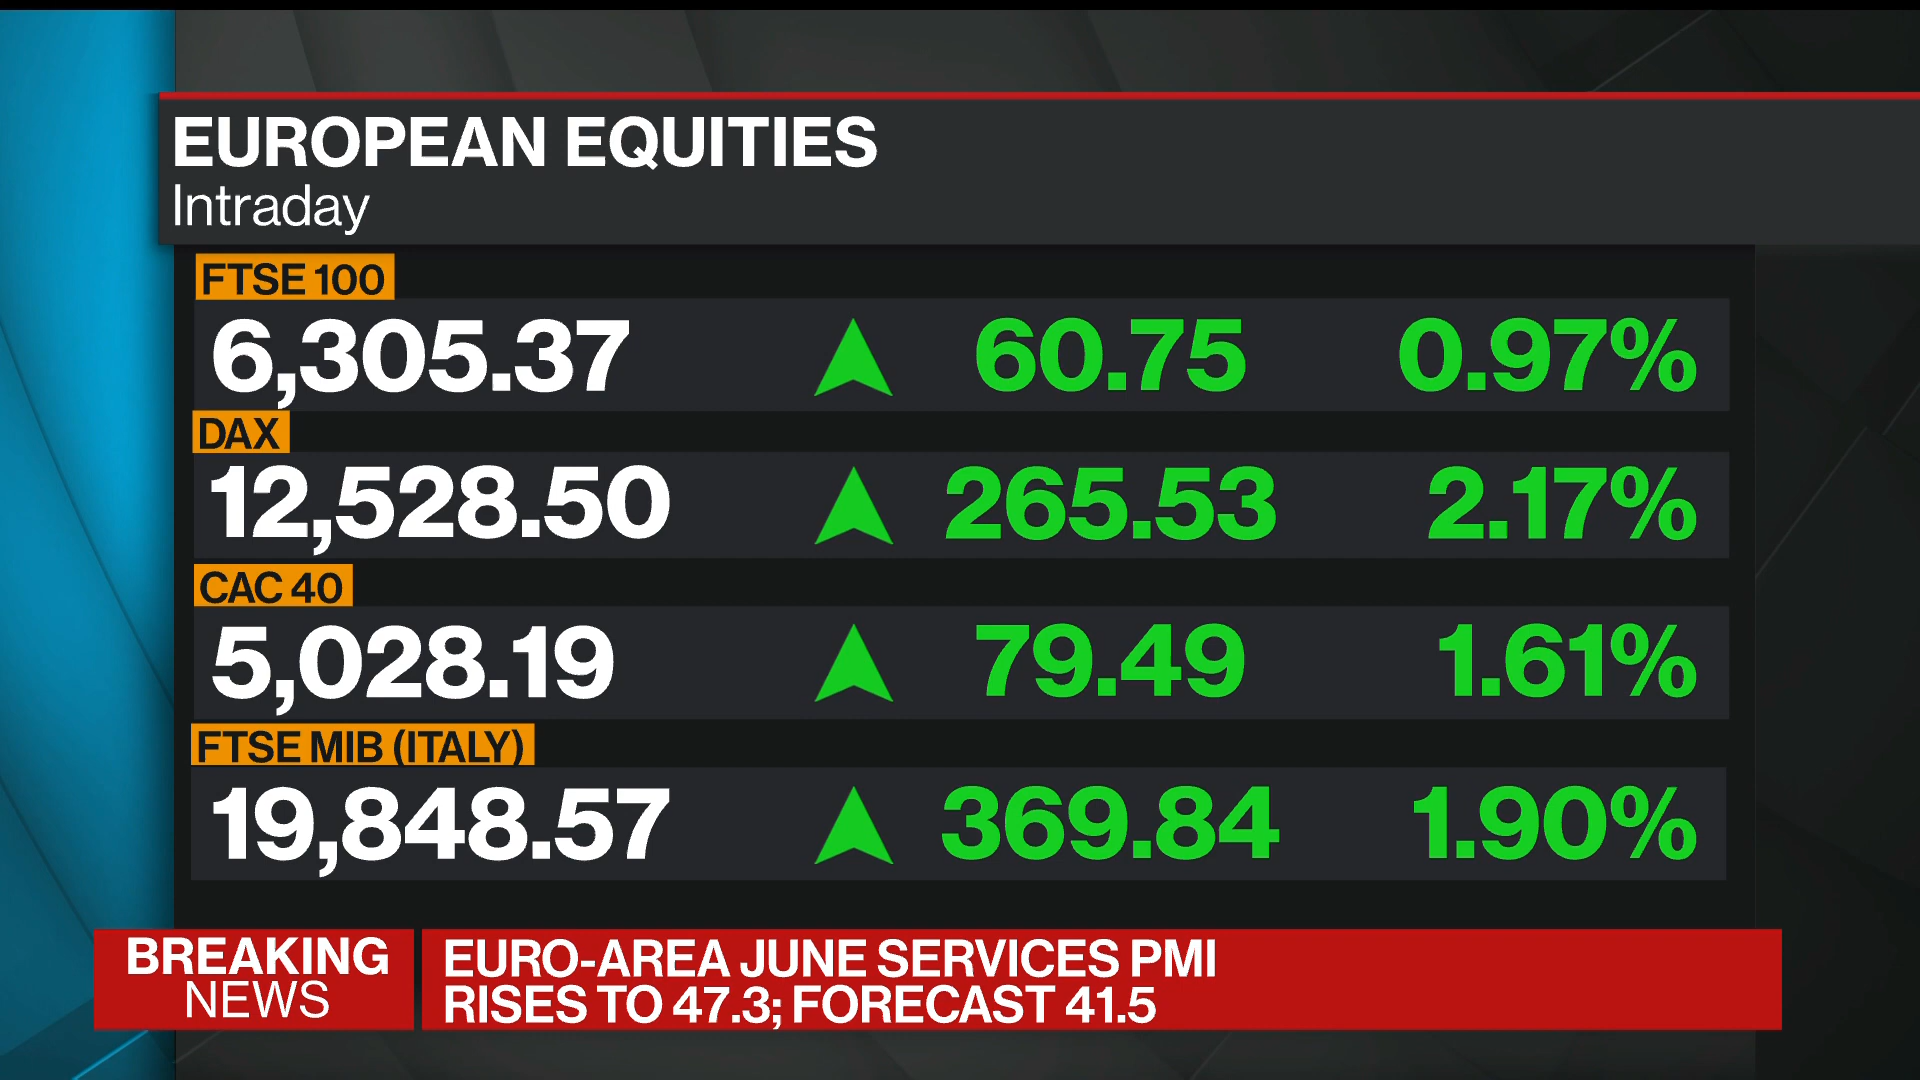 EUROPEAN EQUITIES
Intraday
FTSE 100
6,305.37 60.75 0.97%
DAX
12,528.50 265.53 2.17%
CAC 40
5,028.19 79.49 1.61%
FTSE MIB (ITALY)
19,848.57 369.84 1.90%
BREAKING
NEWS
EURO-AREA JUNE SERVICES PMI
RISES TO 47.3; FORECAST 41.5